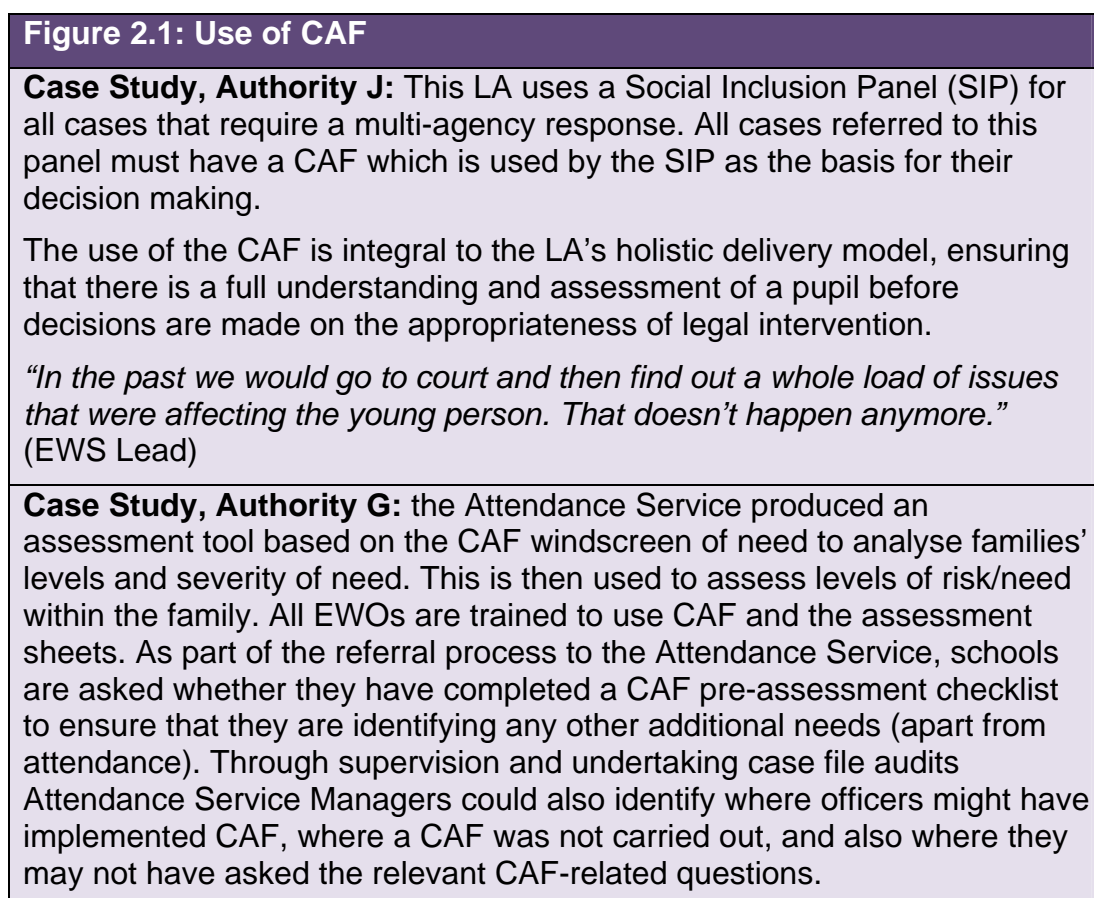 Figure 2.1: Use of CAF
Case Study, Authority J: This LA uses a Social Inclusion Panel (SIP) for
all cases that require a multi-agency response. All cases referred to this
panel must have a CAF which is used by the SIP as the basis for their
decision making.
The use of the CAF is integral to the LA’s holistic delivery model, ensuring
that there is a full understanding and assessment of a pupil before
decisions are made on the appropriateness of legal intervention.
“In the past we would go to court and then find out a whole load of issues
that were affecting the young person. That doesn’t happen anymore.”
(EWS Lead)
Case Study, Authority G: the Attendance Service produced an
assessment tool based on the CAF windscreen of need to analyse families’
levels and severity of need. This is then used to assess levels of risk/need
within the family. All EWOs are trained to use CAF and the assessment
sheets. As part of the referral process to the Attendance Service, schools
are asked whether they have completed a CAF pre-assessment checklist
to ensure that they are identifying any other additional needs (apart from
attendance). Through supervision and undertaking case file audits
Attendance Service Managers could also identify where officers might have
implemented CAF, where a CAF was not carried out, and also where they
may not have asked the relevant CAF-related questions.